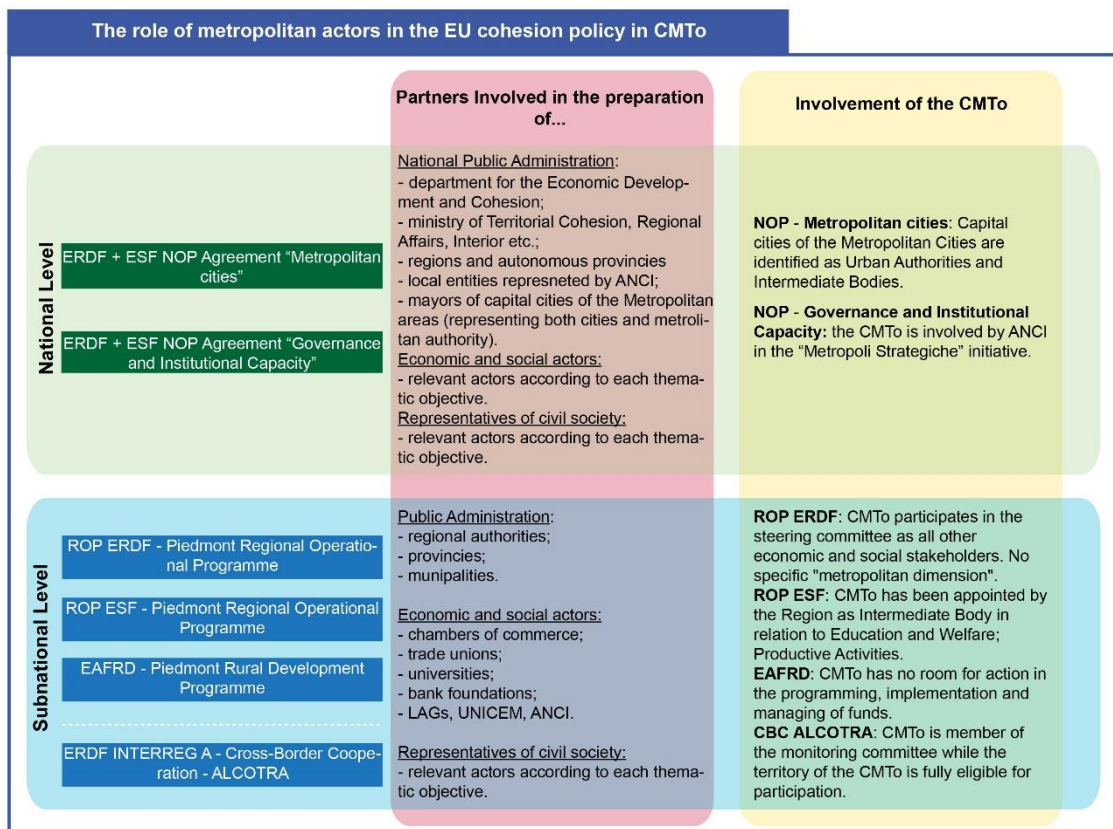 The role of metropolitan actors in the EU cohesion policy in CMTo
Partners Involved in the preparation
of...
Involvement of the CMTo
National Level
ERDF + ESF NOP Agreement “Metropolitan
cities”
ERDF + ESF NOP Agreement “Governance
and Institutional Capacity”
National Public Administration:
- department for the Economic Develop-
ment and Cohesion;
- ministry of Territorial Cohesion, Regional
Affairs, Interior etc.;
- regions and autonomous provincies
- local entities represneted by ANCI;
- mayors of capital cities of the Metropolitan
areas (representing both cities and metroli-
tan authority).
Economic and social actors:
- relevant actors according to each thema-
tic objective.
Representatives of civil society:
- relevant actors according to each thema-
tic objective.
NOP - Metropolitan cities: Capital
cities of the Metropolitan Cities are
identified as Urban Authorities and
Intermediate Bodies.
NOP - Governance and Institutional
Capacity: the CMTo is involved by ANCI
in the “Metropoli Strategiche” initiative.
Subnational Level
ROP ERDF - Piedmont Regional Operatio-
nal Programme
ROP ESF - Piedmont Regional Operational
Programme
EAFRD - Piedmont Rural Development
Programme
ERDF INTERREG A - Cross-Border Coope-
ration - ALCOTRA
Public Administration:
- regional authorities;
- provincies;
- munipalities.
Economic and social actors:
- chambers of commerce;
- trade unions;
- universities;
- bank foundations;
- LAGs, UNICEM, ANCI.
Representatives of civil society:
- relevant actors according to each thema-
tic objective.
ROP ERDF: CMTo participates in the
steering committee as all other
economic and social stakeholders. No
specific "metropolitan dimension".
ROP ESF: CMTo has been appointed by
the Region as Intermediate Body in
relation to Education and Welfare;
Productive Activities.
EAFRD: CMTo has no room for action in
the programming, implementation and
managing of funds.
CBC ALCOTRA: CMTo is member of
the monitoring committee while the
territory of the CMTo is fully eligible for
participation.